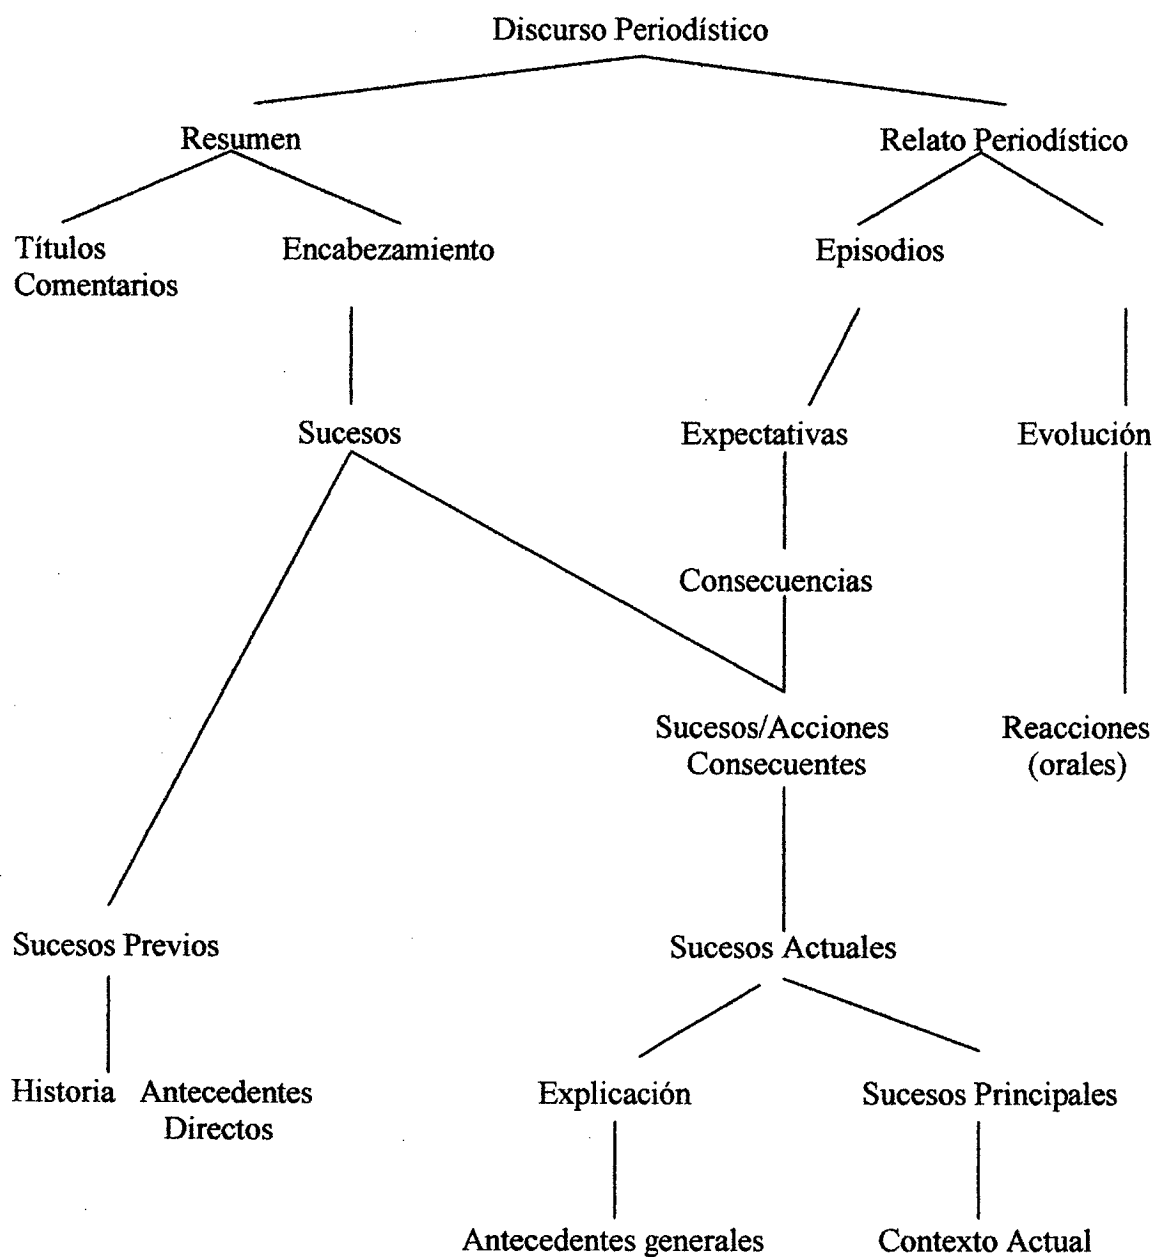 Discurso Periodístico
Resumen
Relato Periodístico
Títulos
Comentarios
Encabezamiento
Episodios
Sucesos
Expectativas
Evolución
Consecuencias
Sucesos/Acciones
Consecuentes
Reacciones
(orales)
Sucesos Previos
Sucesos Actuales
Historia
Antecedentes
Directos
Explicación
Sucesos Principales
Antecedentes generales
Contexto Actual